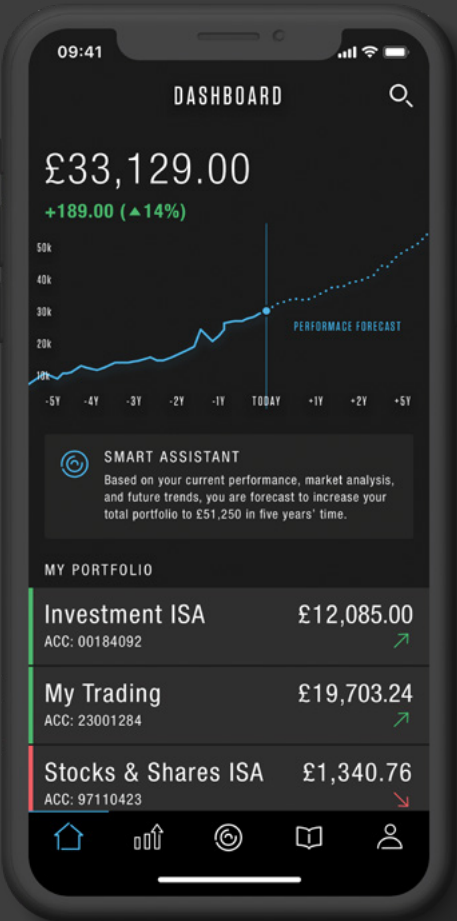 09:41
DASHBOARD
£33,129.00
+189.00 (▲14%)
50k
40k
30k
20k
10k
PERFORMACE FORECAST
-5Y -4Y -3Y -2Y -1Y TODAY +1Y +2Y +5Y
SMART ASSISTANT
Based on your current performance, market analysis,
and future trends, you are forecast to increase your
total portfolio to £51,250 in five years' time.
MY PORTFOLIO
Investment ISA £12,085.00
ACC: 00184092
My Trading £19,703.24
ACC: 23001284
Stocks & Shares ISA £1,340.76
ACC: 97110423